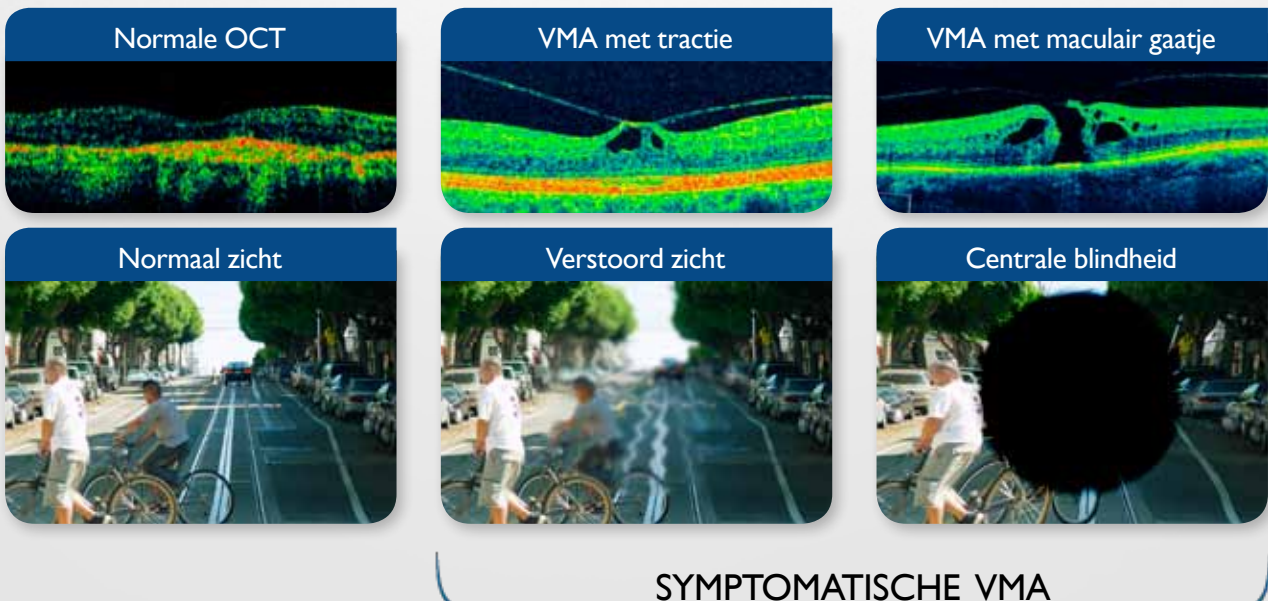 Normale OCT
VMA met tractie
VMA met maculair gaatje
Normaal zicht
Verstoord zicht
Centrale blindheid
SYMPTOMATISCHE VMA